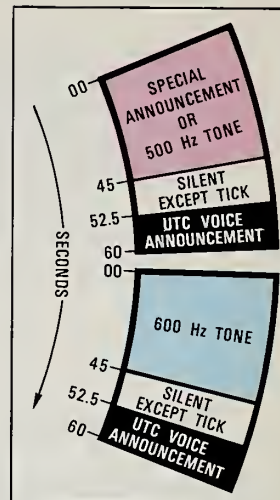 00
SPECIAL
ANNOUNCEMENT
OR
500 Hz TONE
45
SILENT
EXCEPT TICK
52.5
UTC VOICE
ANNOUNCEMENT
60
00
600 Hz TONE
45
SILENT
EXCEPT TICK
52.5
UTC VOICE
ANNOUNCEMENT
60
SECONDS